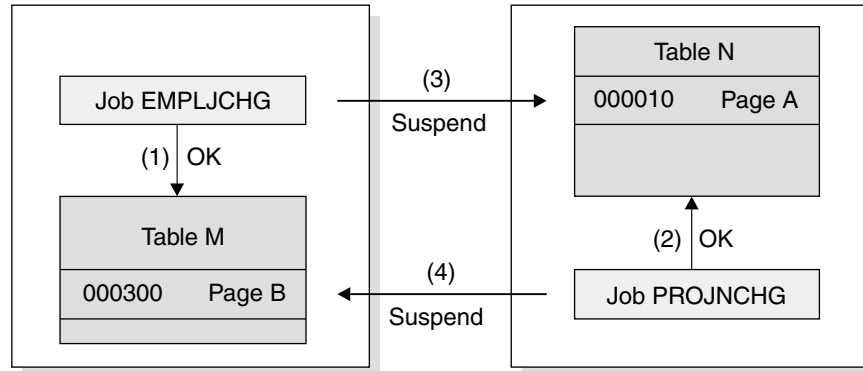 Job EMPLJCHG
(1) OK
Table M
000300 Page B
(3)
Suspend
(4)
Suspend
Table N
000010 Page A
(2) OK
Job PROJNCHG